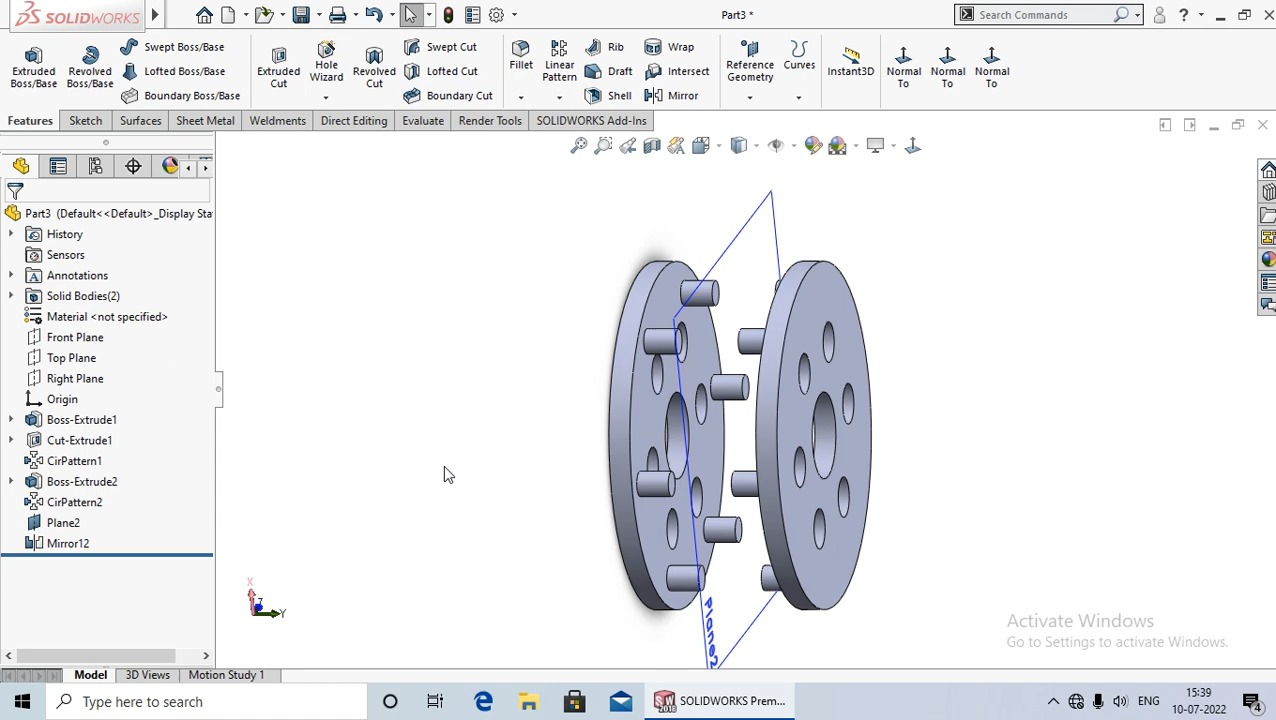 SOLIDWORKS
Part3 *
Search Commands
?
Extruded Boss/Base
Revolved Boss/Base
Swept Boss/Base
Lofted Boss/Base
Boundary Boss/Base
Extruded Cut
Hole Wizard
Revolved Cut
Swept Cut
Lofted Cut
Boundary Cut
Fillet
Linear Pattern
Rib
Draft
Shell
Wrap
Intersect
Mirror
Reference Geometry
Curves
Instant3D
Normal To
Normal To
Normal To
Features Sketch Surfaces Sheet Metal Weldments Direct Editing Evaluate Render Tools SOLIDWORKS Add-Ins
Part3 (Default<<Default>_Display Sta
History
Sensors
Annotations
Solid Bodies(2)
Material <not specified>
Front Plane
Top Plane
Right Plane
Origin
Boss-Extrude1
Cut-Extrude1
CirPattern1
Boss-Extrude2
CirPattern2
Plane2
Mirror12
Plane2
X
Z
Y
Activate Windows
Go to Settings to activate Windows.
Model 3D Views Motion Study 1
Type here to search
SW 2018
SOLIDWORKS Prem...
ENG
15:39
10-07-2022
4